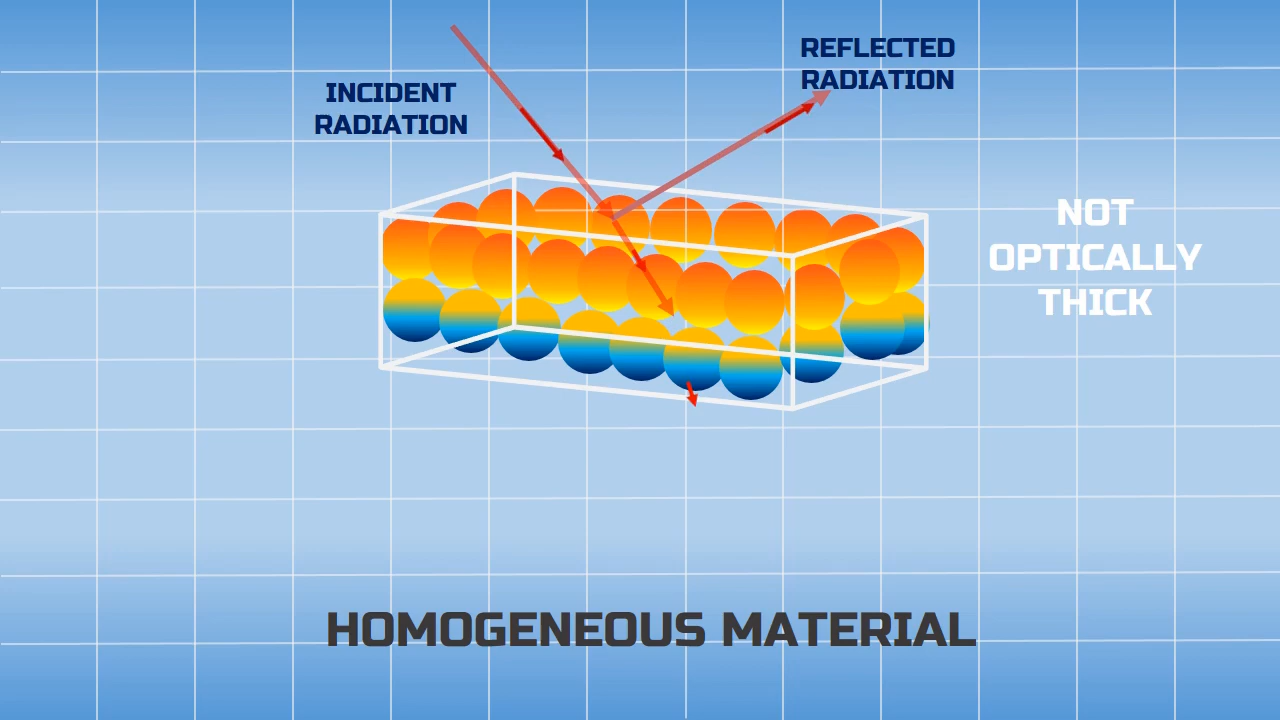 INCIDENT
RADIATION
REFLECTED
RADIATION
NOT
OPTICALLY
THICK
HOMOGENEOUS MATERIAL